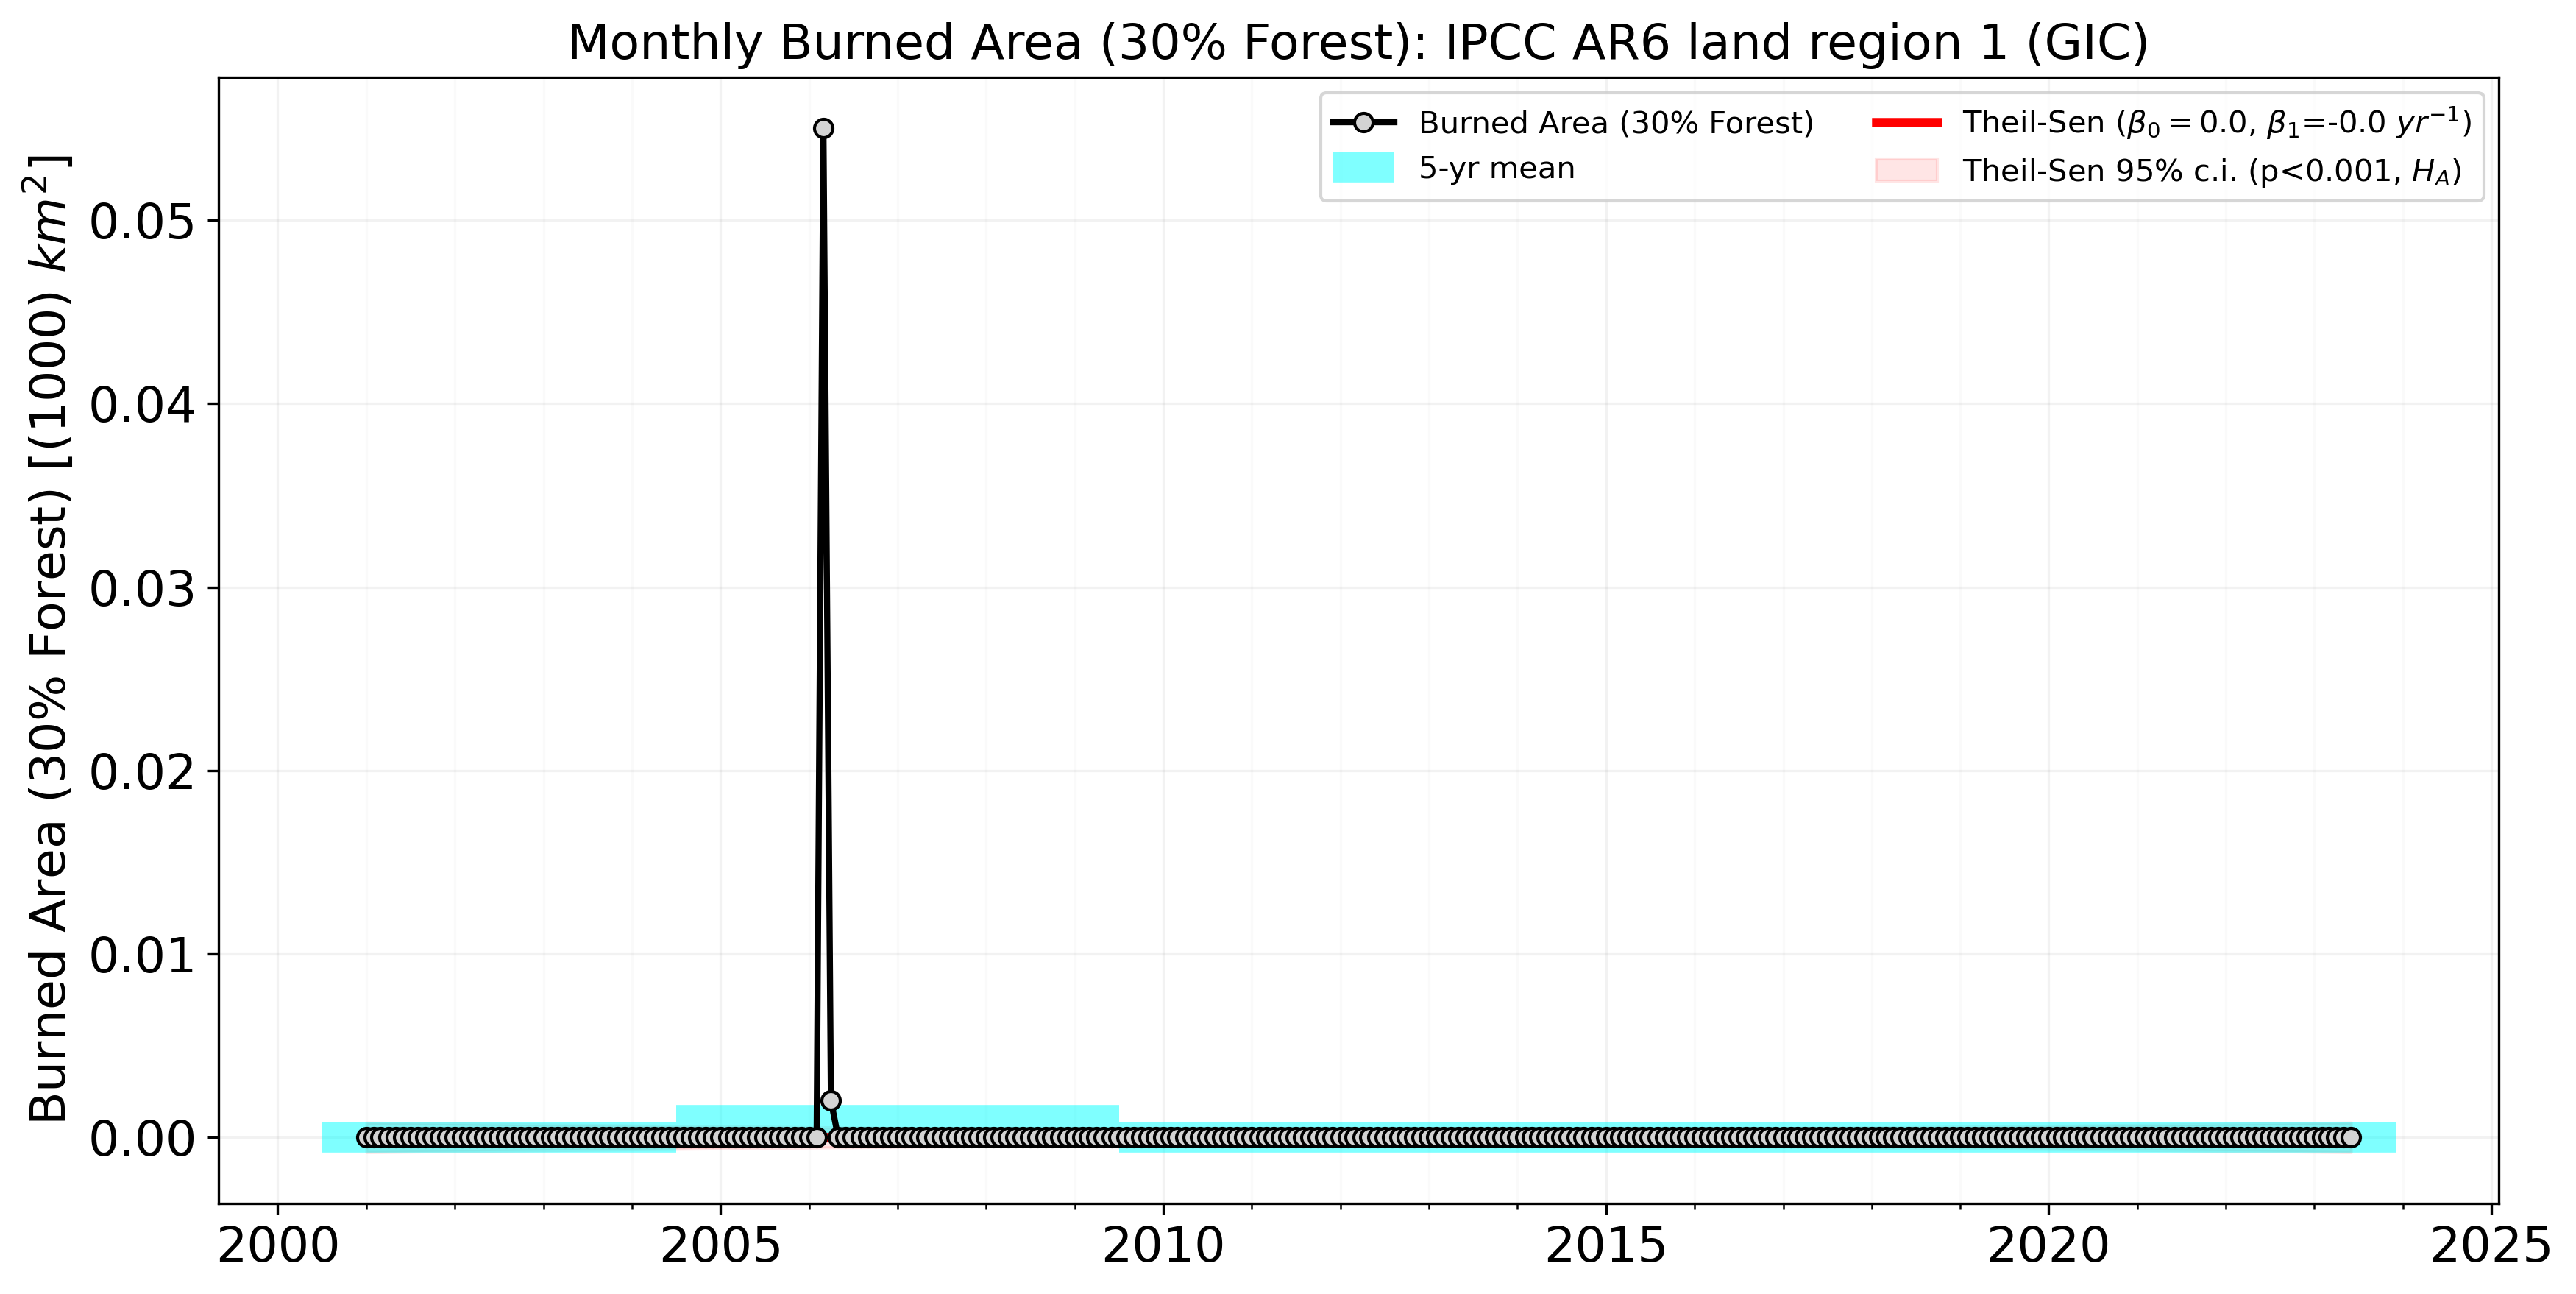 Monthly Burned Area (30% Forest): IPCC AR6 land region 1 (GIC)
Burned Area (30% Forest)
5-yr mean
Theil-Sen (β₀ = 0.0, β₁=-0.0 yr⁻¹)
Theil-Sen 95% c.i. (p<0.001, H_A)
Burned Area (30% Forest) [(1000) km²]
0.05
0.04
0.03
0.02
0.01
0.00
2000 2005 2010 2015 2020 2025